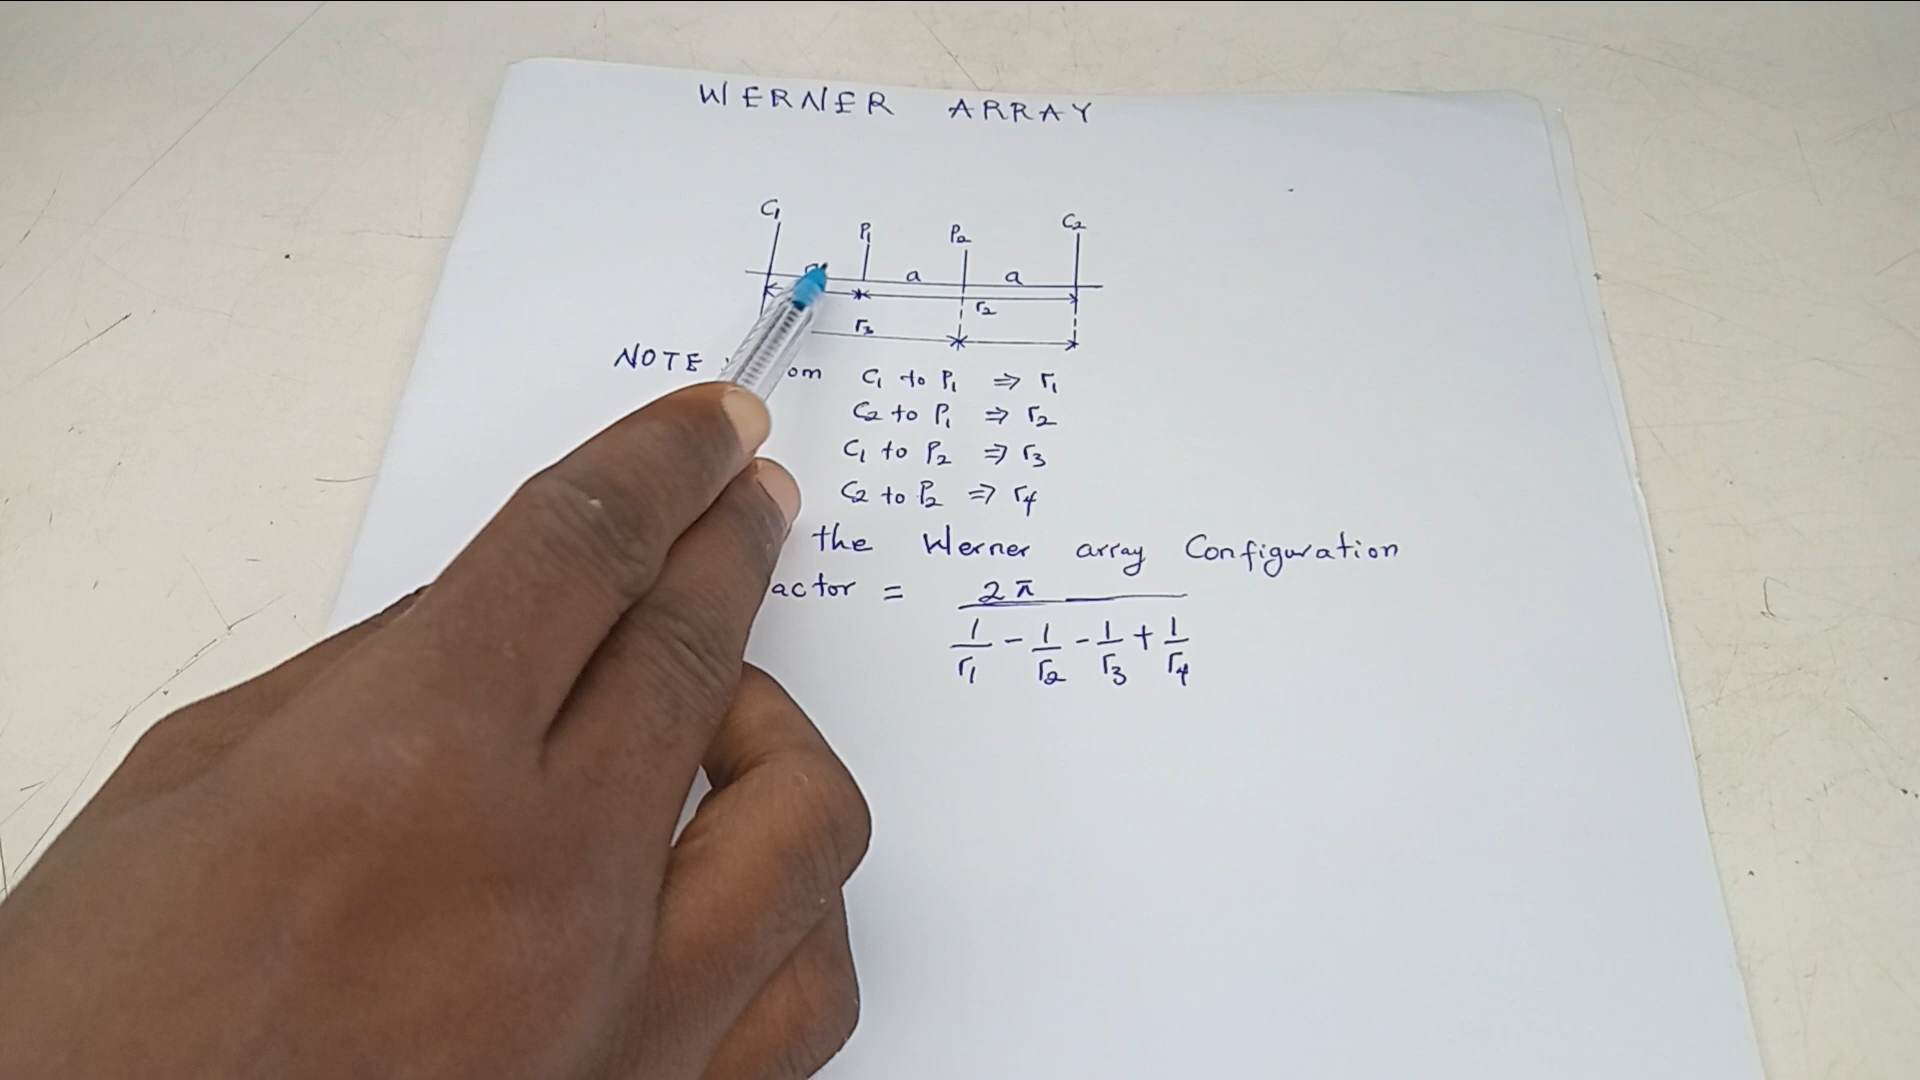 WERNER ARRAY
C1 P1 P2 C2
a a
r2
r3
NOTE
C1 to P1 ⇒ r1
C2 to P1 ⇒ r2
C1 to P2 ⇒ r3
C2 to P2 ⇒ r4
the Werner array Configuration
actor = 2π
1/r1 - 1/r2 - 1/r3 + 1/r4